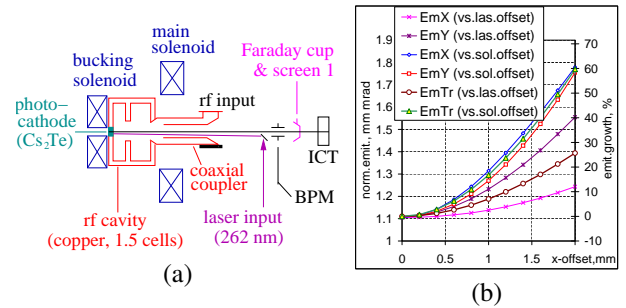 main
solenoid
bucking
solenoid
Faraday cup
& screen 1
rf input
photo-
cathode
(Cs2Te)
ICT
coaxial
coupler
BPM
rf cavity
(copper, 1.5 cells)
laser input
(262 nm)
(a)
EmX (vs.las.offset)
EmY (vs.las.offset)
EmX (vs.sol.offset)
EmY (vs.sol.offset)
EmTr (vs.las.offset)
EmTr (vs.sol.offset)
norm.emit., mm mrad
1.9
1.8
1.7
1.6
1.5
1.4
1.3
1.2
1.1
1
70
60
50
40
30
20
10
0
-10
emit.growth, %
0 0.5 1.0 1.5 x-offset,mm
(b)